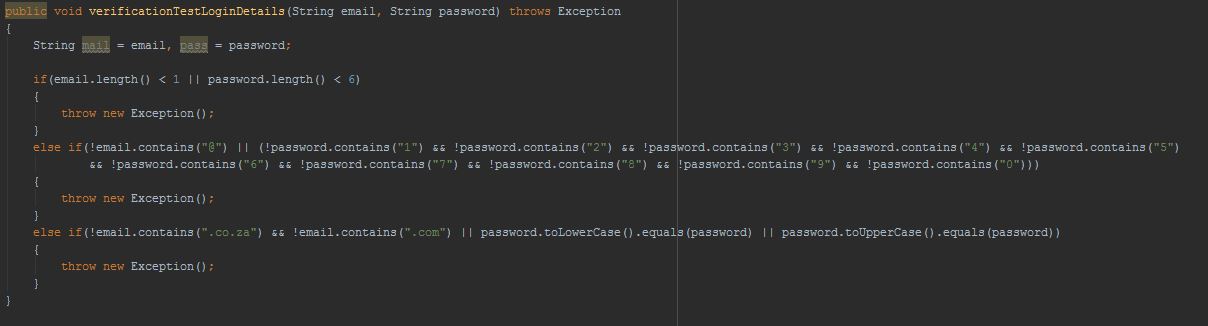 public void verificationTestLoginDetails(String email, String password) throws Exception
{
    String mail = email, pass = password;
    if(email.length() < 1 || password.length() < 6)
    {
        throw new Exception();
    }
    else if(!email.contains("@") || (!password.contains("1") && !password.contains("2") && !password.contains("3") && !password.contains("4") && !password.contains("5")
            && !password.contains("6") && !password.contains("7") && !password.contains("8") && !password.contains("9") && !password.contains("0")))
    {
        throw new Exception();
    }
    else if(!email.contains(".co.za") && !email.contains(".com") || password.toLowerCase().equals(password) || password.toUpperCase().equals(password))
    {
        throw new Exception();
    }
}